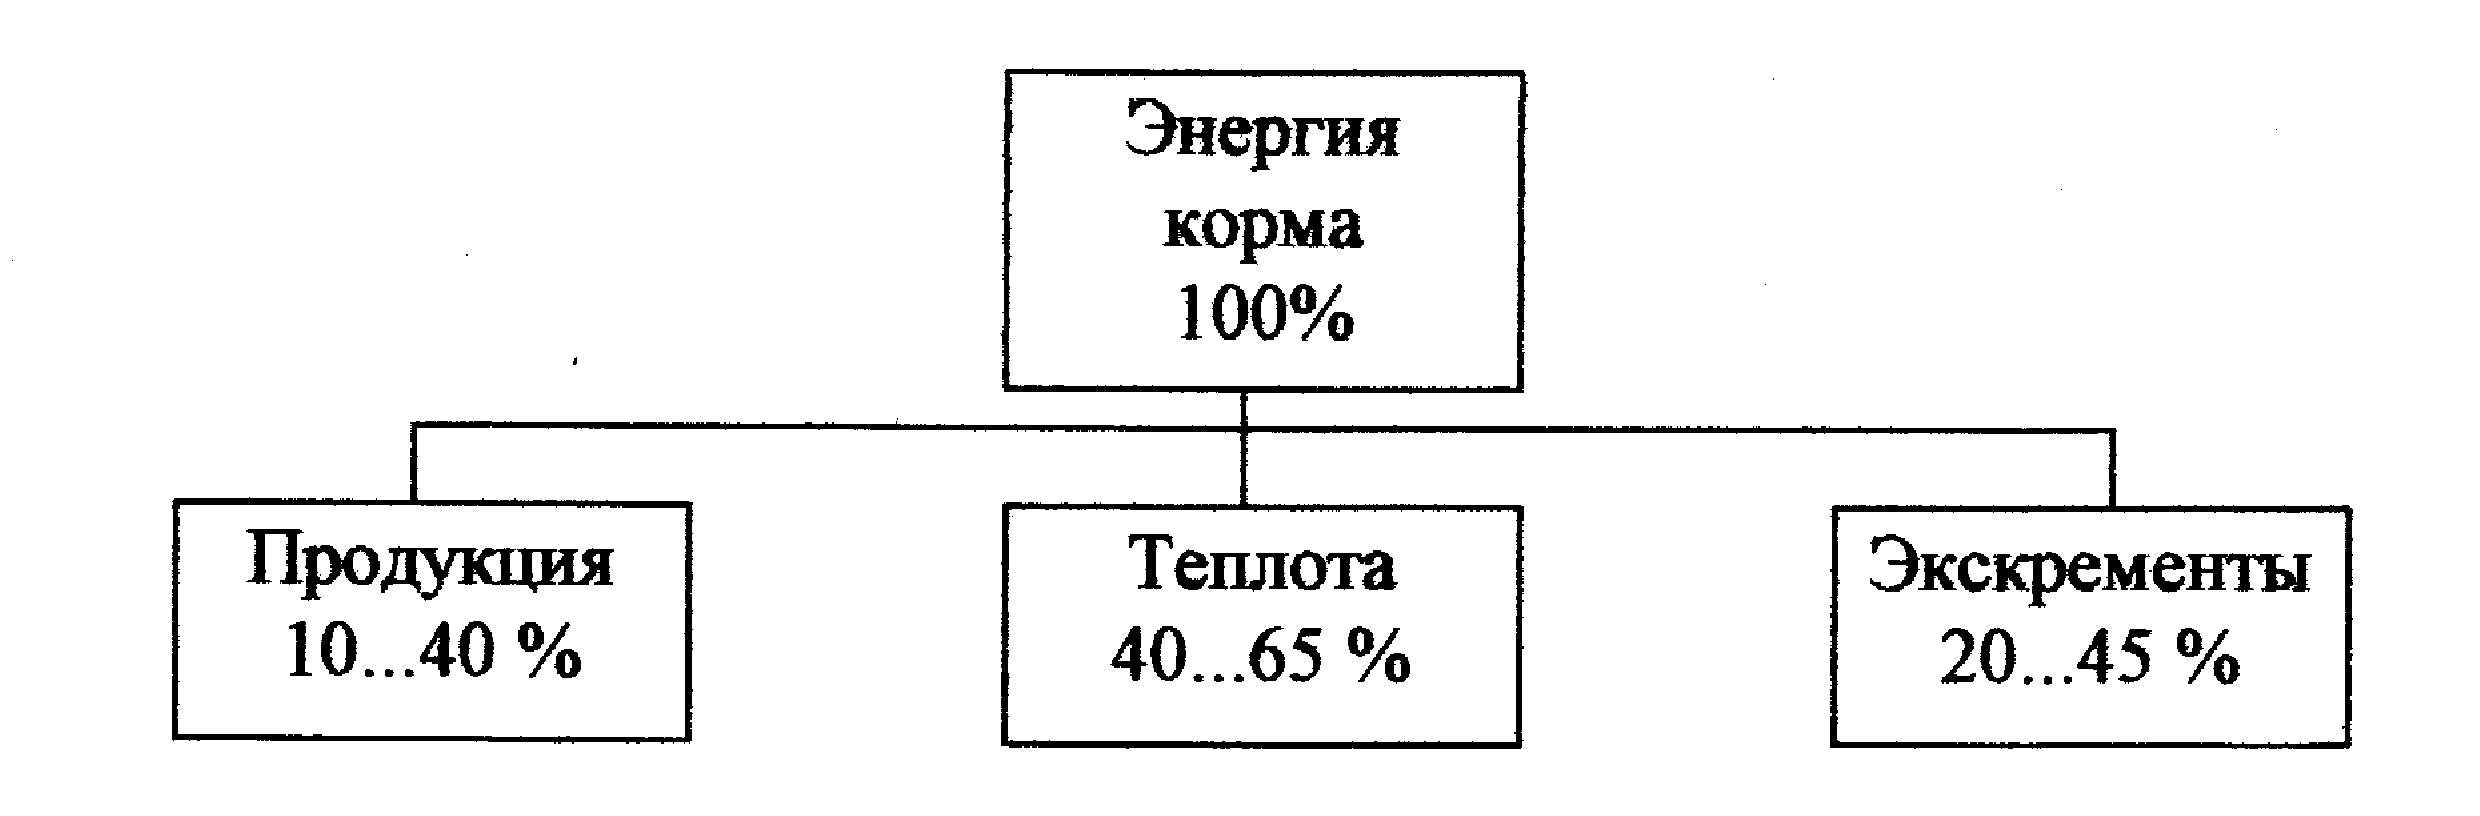 Энергия
корма
100%
Продукция
10...40 %
Теплота
40...65 %
Экскременты
20...45 %